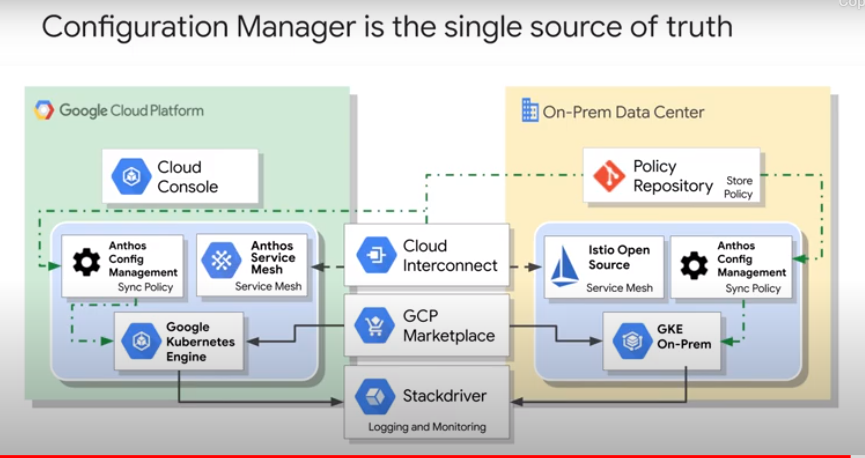 Configuration Manager is the single source of truth
Google Cloud Platform
On-Prem Data Center
Cloud
Console
Policy
Repository
Store
Policy
Anthos
Config
Management
Sync Policy
Anthos
Service
Mesh
Service Mesh
Cloud
Interconnect
Istio Open
Source
Service Mesh
Anthos
Config
Management
Sync Policy
Google
Kubernetes
Engine
GCP
Marketplace
GKE
On-Prem
Stackdriver
Logging and Monitoring